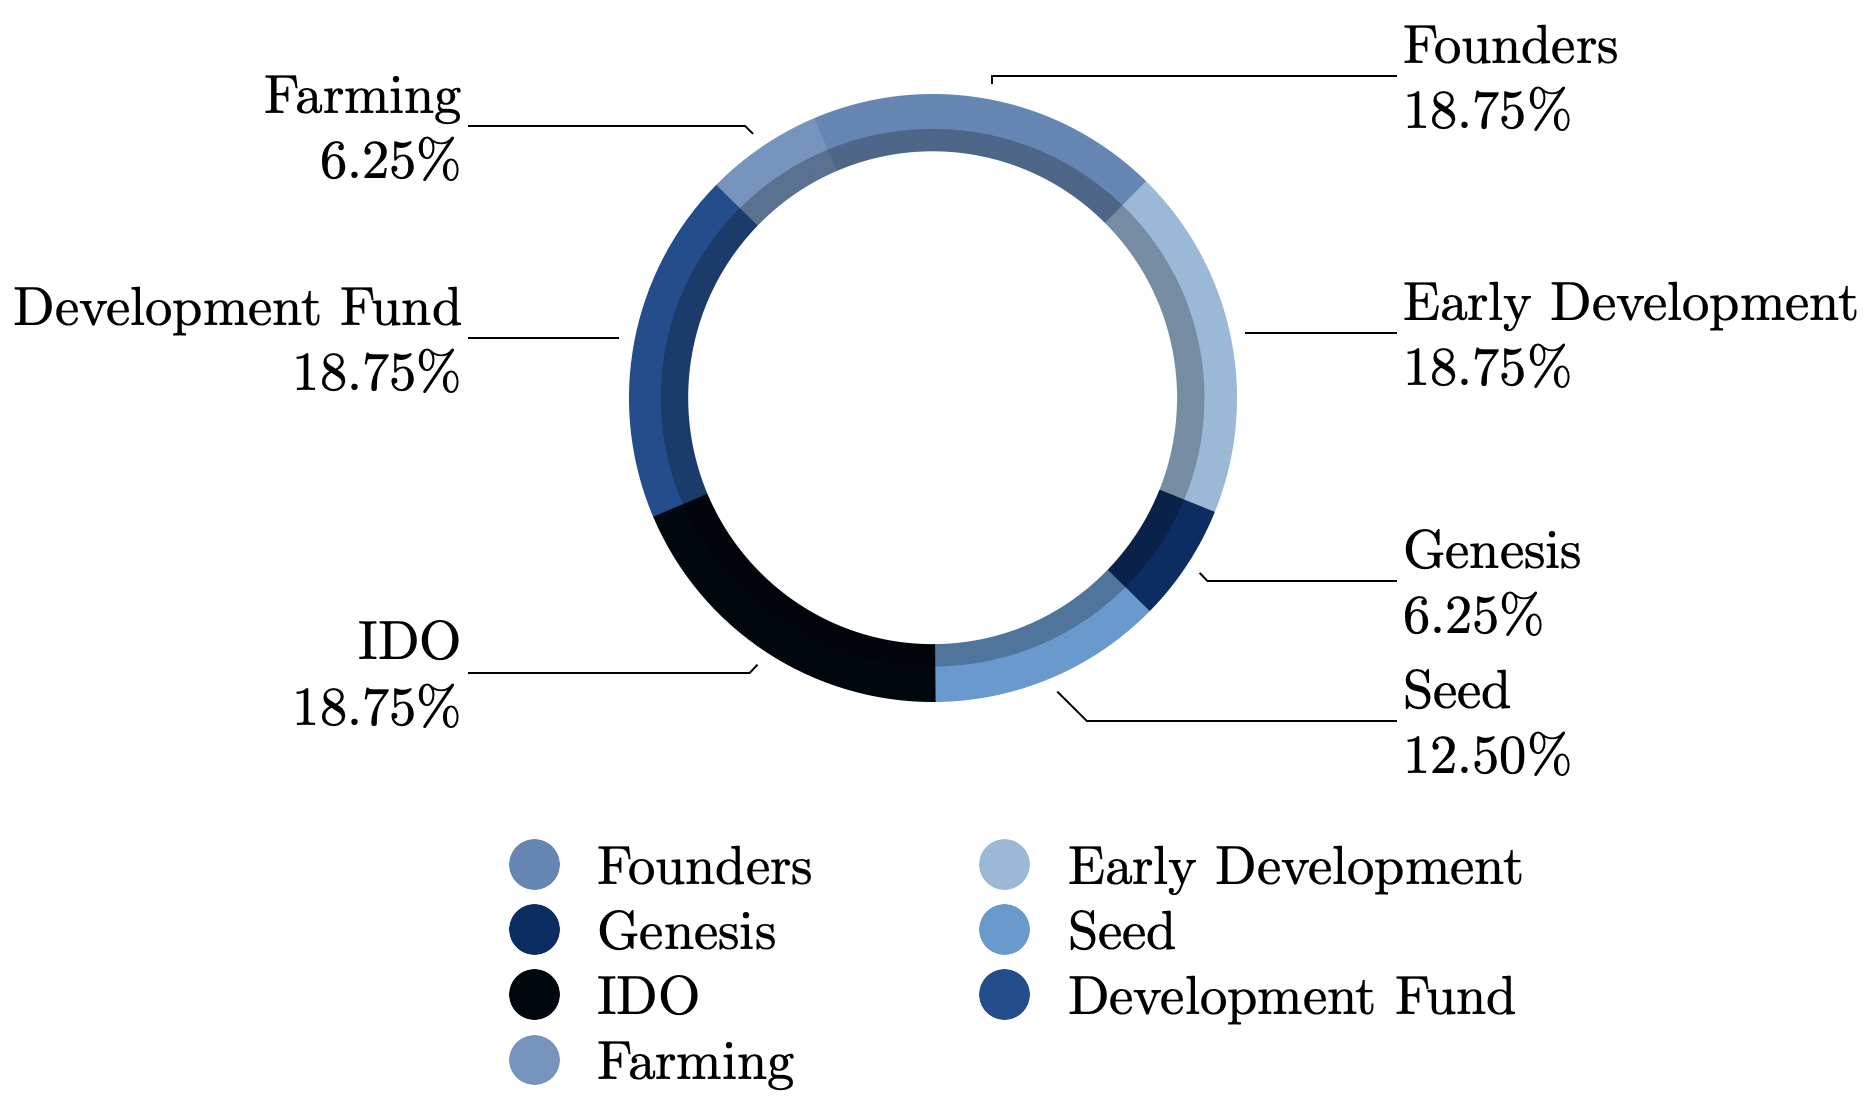 Founders
18.75%
Farming
6.25%
Early Development
18.75%
Development Fund
18.75%
Genesis
6.25%
IDO
18.75%
Seed
12.50%
Founders
Early Development
Genesis
Seed
IDO
Development Fund
Farming